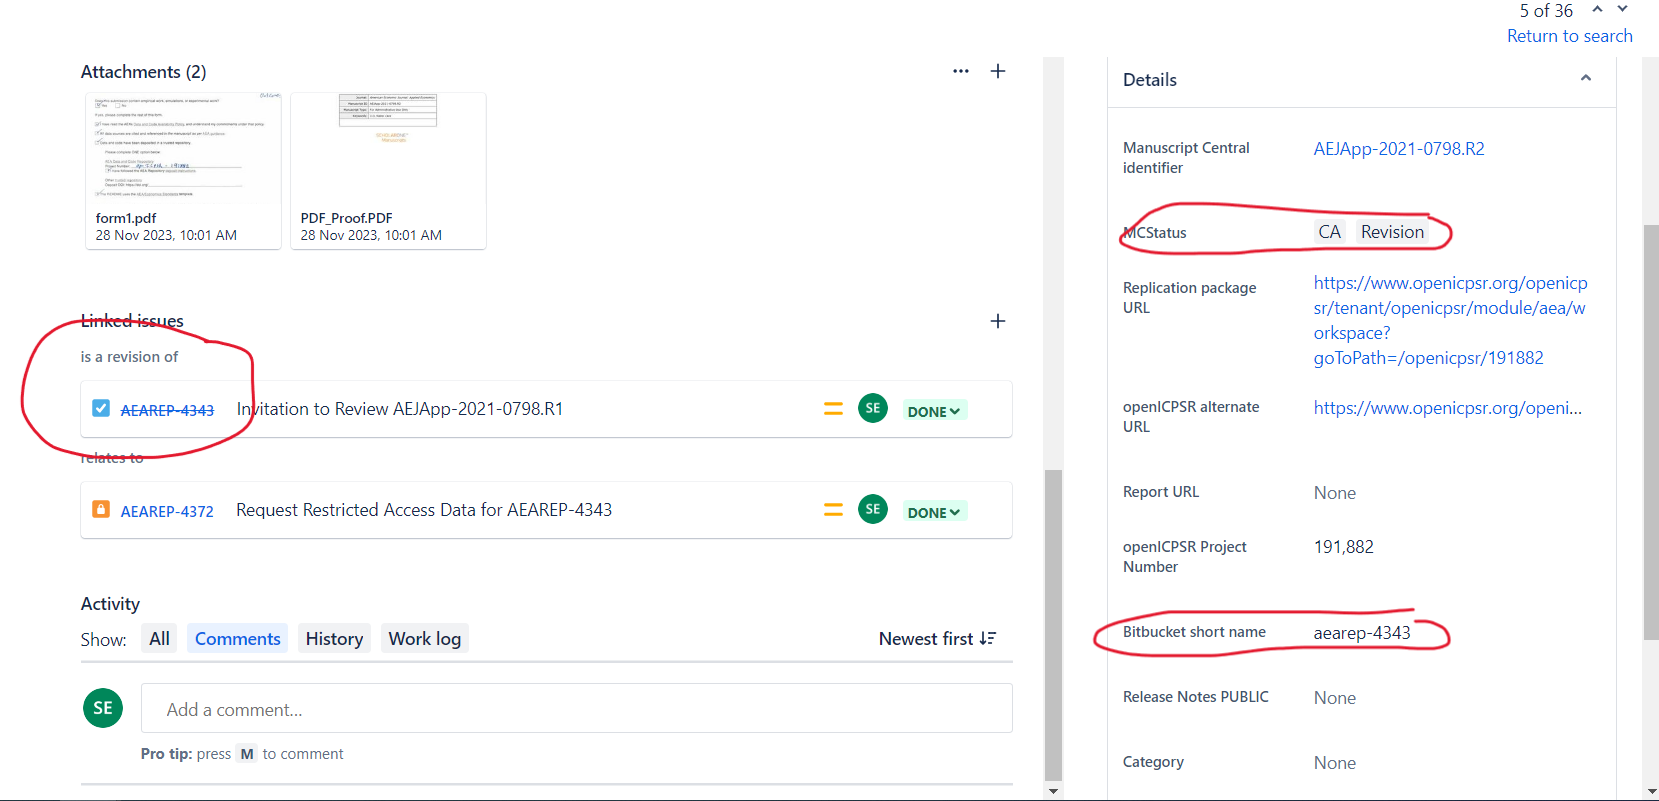 5 of 36
Return to search
Attachments (2)
form1.pdf
28 Nov 2023, 10:01 AM
PDF_Proof.PDF
28 Nov 2023, 10:01 AM
SCHOLARONE™
Manuscripts
Linked issues
is a revision of
AEAREP-4343 Invitation to Review AEJApp-2021-0798.R1 SE DONE
relates to
AEAREP-4372 Request Restricted Access Data for AEAREP-4343 SE DONE
Activity
Show: All Comments History Work log Newest first
SE Add a comment...
Pro tip: press M to comment
Details
Manuscript Central
identifier
AEJApp-2021-0798.R2
MCStatus CA Revision
Replication package
URL
https://www.openicpsr.org/openicp
sr/tenant/openicpsr/module/aea/w
orkspace?
goToPath=/openicpsr/191882
openICPSR alternate
URL
https://www.openicpsr.org/openi...
Report URL None
openICPSR Project
Number
191,882
Bitbucket short name aearep-4343
Release Notes PUBLIC None
Category None